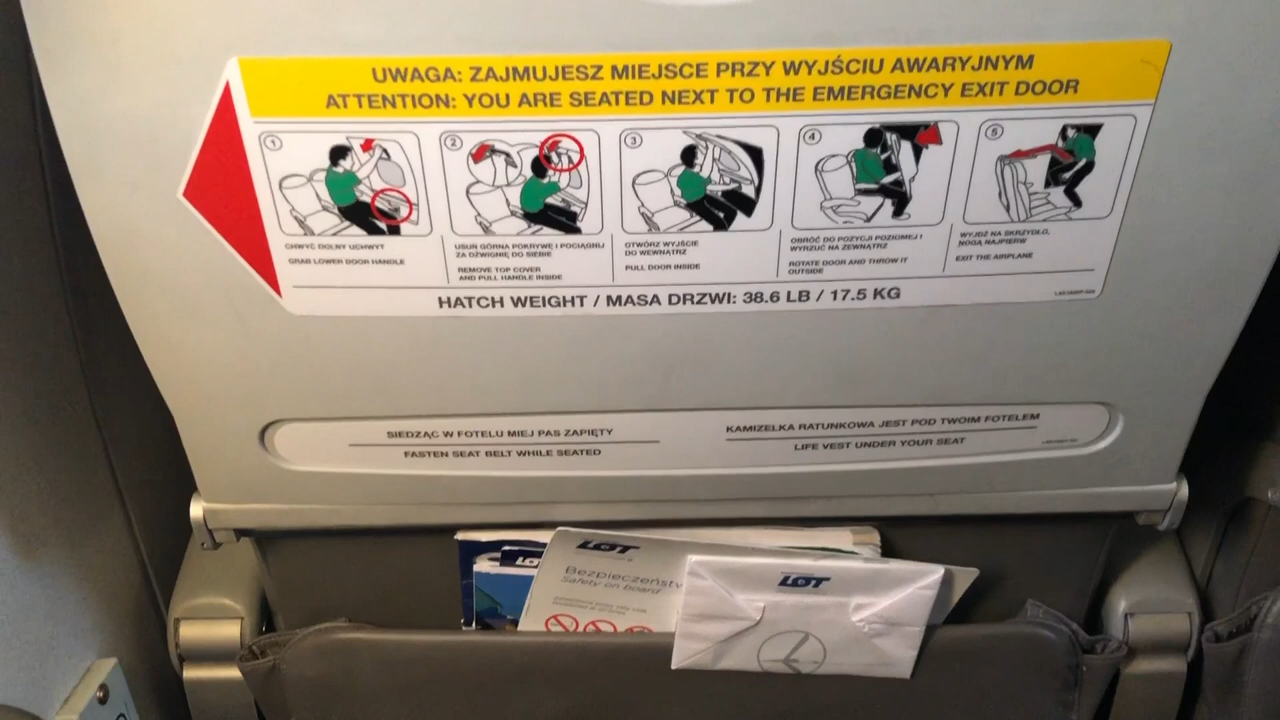 UWAGA: ZAJMUJESZ MIEJSCE PRZY WYJŚCIU AWARYJNYM
ATTENTION: YOU ARE SEATED NEXT TO THE EMERGENCY EXIT DOOR
1
CHWYĆ DOLNY UCHWYT
GRAB LOWER DOOR HANDLE
2
USUŃ GÓRNĄ POKRYWĘ I POCIĄGNIJ
ZA DŹWIGNIĘ DO SIEBIE
REMOVE TOP COVER
AND PULL HANDLE INSIDE
3
OTWÓRZ WYJŚCIE
DO WEWNĄTRZ
PULL DOOR INSIDE
4
OBRÓĆ DO POZYCJI POZIOMEJ I
WYRZUĆ NA ZEWNĄTRZ
ROTATE DOOR AND THROW IT
OUTSIDE
5
WYJDŹ NA SKRZYDŁO,
NOGĄ NAJPIERW
EXIT THE AIRPLANE
HATCH WEIGHT / MASA DRZWI: 38.6 LB / 17.5 KG
SIEDZĄC W FOTELU MIEJ PAS ZAPIĘTY
FASTEN SEAT BELT WHILE SEATED
KAMIZELKA RATUNKOWA JEST POD TWOIM FOTELEM
LIFE VEST UNDER YOUR SEAT
LOT
LOT
Safety on board
LOT